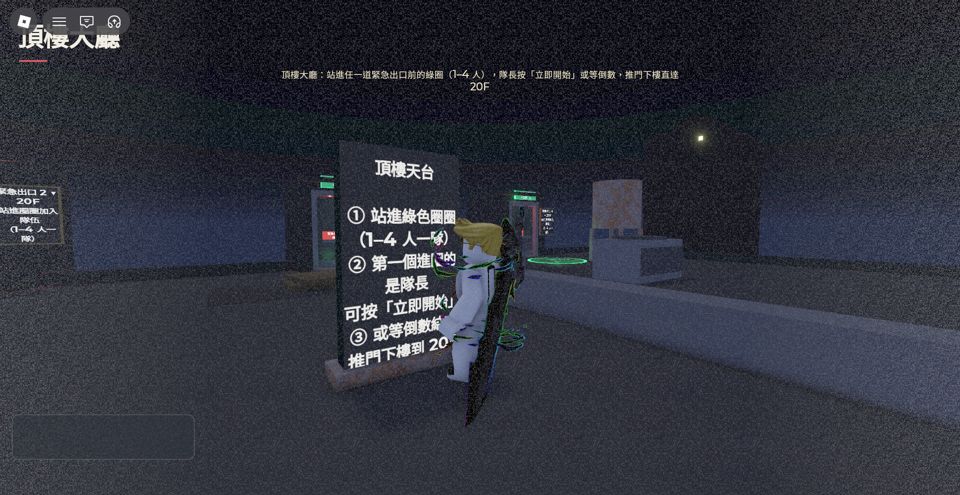 頂樓大廳
頂樓大廳：站進任一道緊急出口前的綠圈（1–4 人），隊長按「立即開始」或等倒數，推門下樓直達
20F
緊急出口 2
20F
站進圈圈加入
隊伍
（1–4 人一
隊）
頂樓天台
① 站進綠色圈圈
（1–4 人一隊）
② 第一個進圈的
是隊長
可按「立即開始」
③ 或等倒數
推門下樓到 20